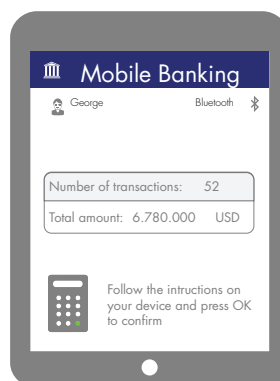 Mobile Banking
George Bluetooth
Number of transactions: 52
Total amount: 6.780.000 USD
Follow the intructions on
your device and press OK
to confirm